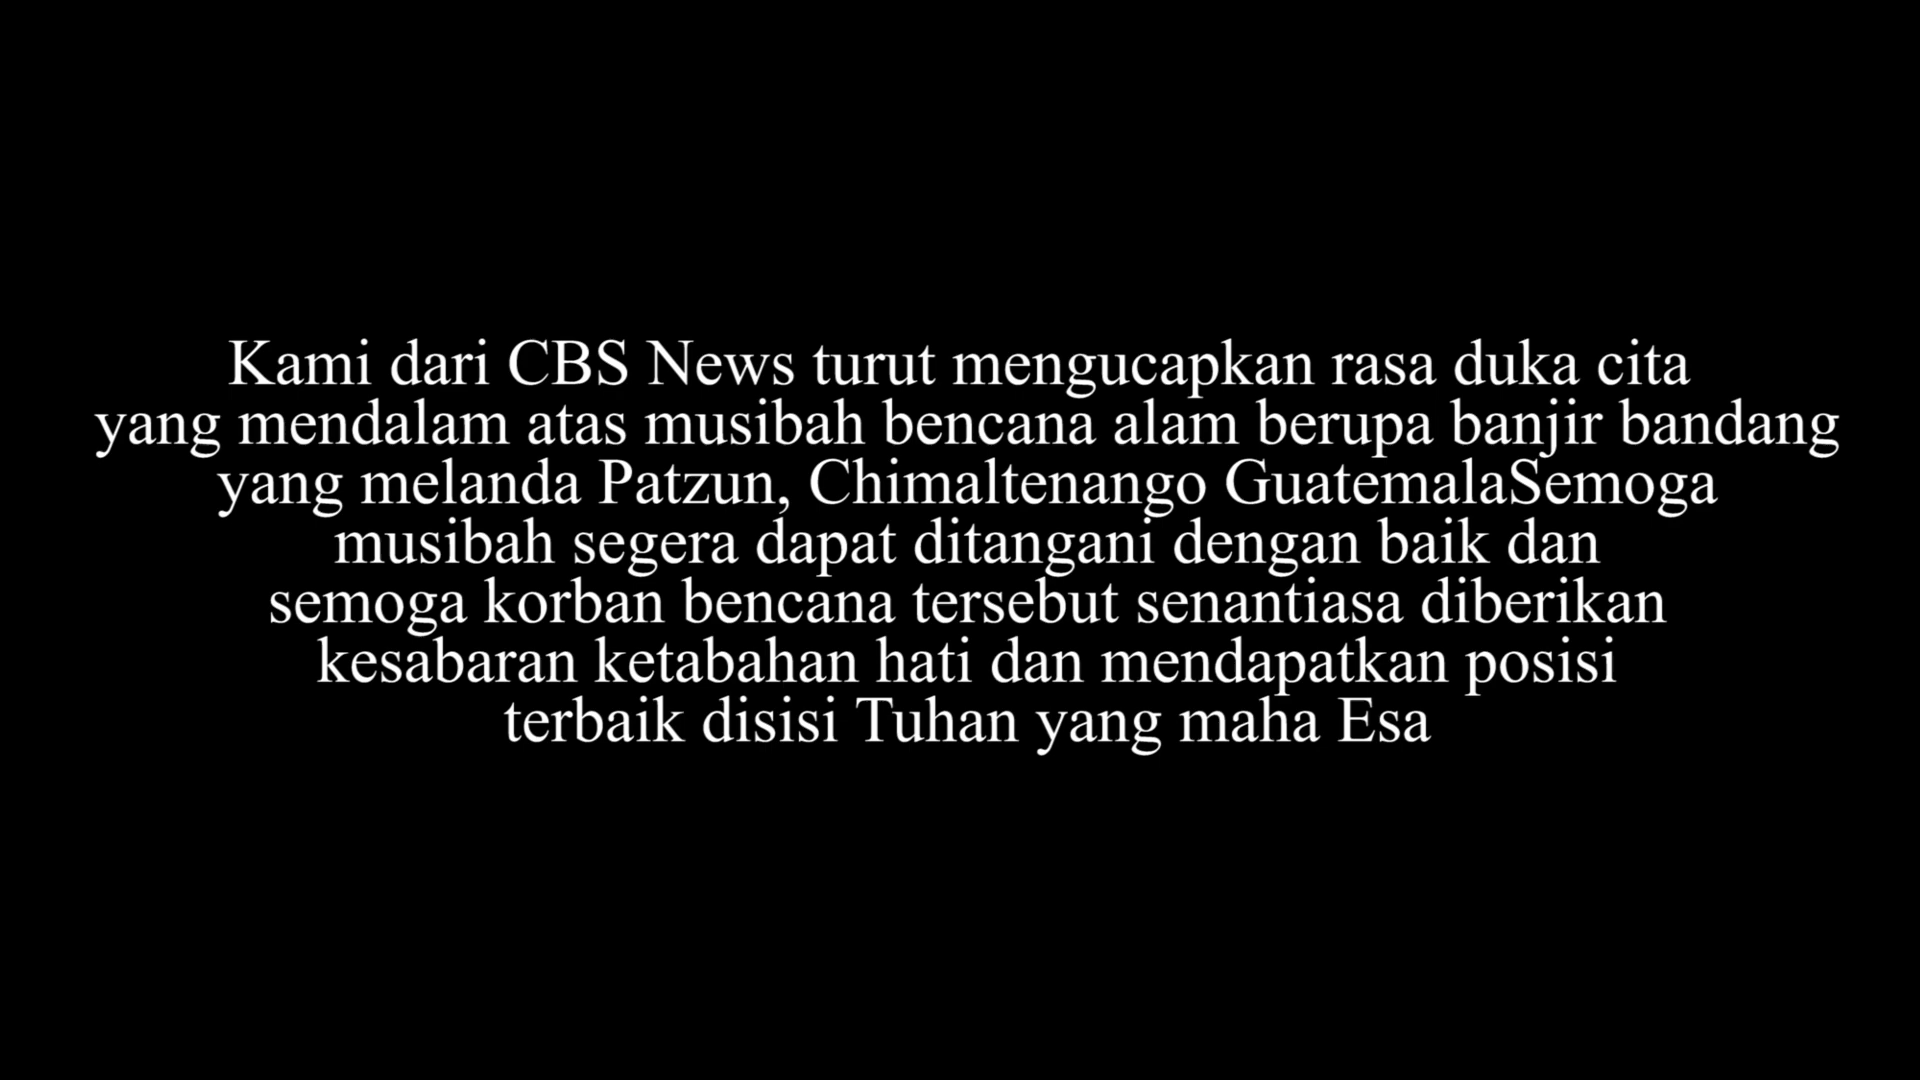 Kami dari CBS News turut mengucapkan rasa duka cita
yang mendalam atas musibah bencana alam berupa banjir bandang
yang melanda Patzun, Chimaltenango GuatemalaSemoga
musibah segera dapat ditangani dengan baik dan
semoga korban bencana tersebut senantiasa diberikan
kesabaran ketabahan hati dan mendapatkan posisi
terbaik disisi Tuhan yang maha Esa